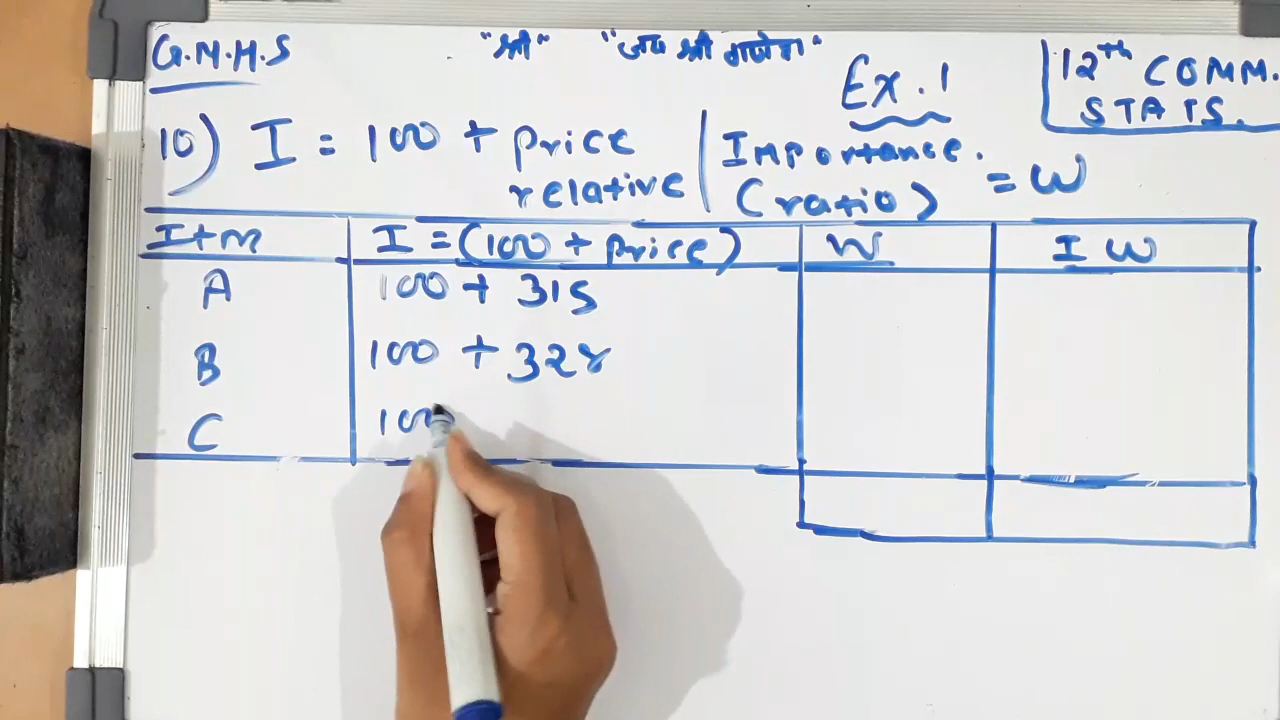 G.M.H.S "श्री" "जय श्री गणेश"
Ex.1
12th COMM.
STATS.
10) I = 100 + price relative
Importance. (ratio) = W
Itm I = (100 + price) W I W
A 100 + 315
B 100 + 328
C 100